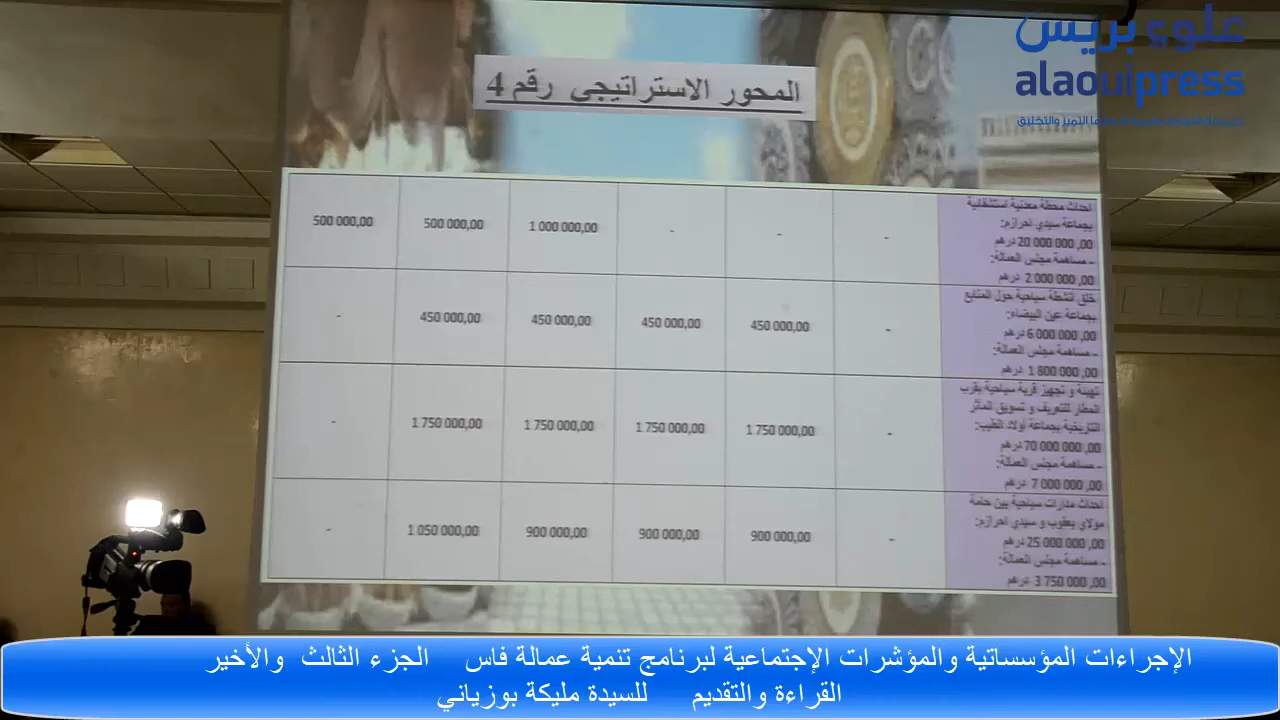 علوي بريس
alaouipress
المحور الاستراتيجي رقم 4
احداث محطة معدنية استشفائية
بجماعة سيدي احرازم:
20 000 000 ,00 درهم
- مساهمة مجلس العمالة:
2 000 000 ,00 درهم
- - - 1 000 000,00 500 000,00 500 000,00
خلق أنشطة سياحية حول المنابع
بجماعة عين البيضاء:
6 000 000 ,00 درهم
- مساهمة مجلس العمالة:
1 800 000 ,00 درهم
- 450 000,00 450 000,00 450 000,00 450 000,00 -
تهيئة و تجهيز قرية سياحية بقرب
المطار للتعريف و تسويق المآثر
التاريخية بجماعة أولاد الطيب:
70 000 000 ,00 درهم
- مساهمة مجلس العمالة:
7 000 000 ,00 درهم
- 1 750 000,00 1 750 000,00 1 750 000,00 1 750 000,00 -
احداث مدارات سياحية بين حامة
مولاي يعقوب و سيدي احرازم:
25 000 000 ,00 درهم
- مساهمة مجلس العمالة:
3 750 000 ,00 درهم
- 900 000,00 900 000,00 900 000,00 1 050 000,00 -
الإجراءات المؤسساتية والمؤشرات الإجتماعية لبرنامج تنمية عمالة فاس الجزء الثالث والأخير
القراءة والتقديم للسيدة مليكة بوزياني